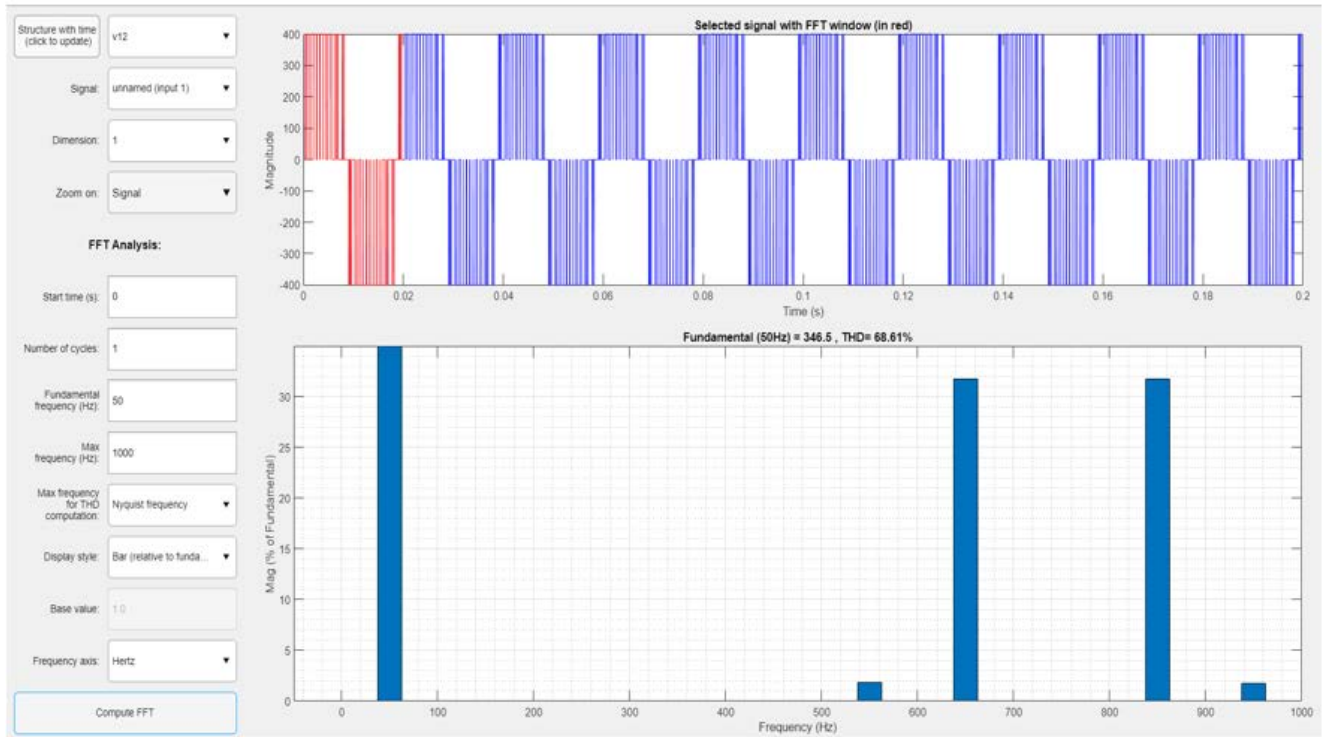 Structure with time
(click to update)
v12
Signal:
unnamed (input 1)
Dimension:
1
Zoom on:
Signal
FFT Analysis:
Start time (s):
0
Number of cycles:
1
Fundamental
frequency (Hz):
50
Max
frequency (Hz):
1000
Max frequency
for THD
computation:
Nyquist frequency
Display style:
Bar (relative to funda...
Base value:
1.0
Frequency axis:
Hertz
Compute FFT
Selected signal with FFT window (in red)
Magnitude
400
300
200
100
0
-100
-200
-300
-400
0 0.02 0.04 0.06 0.08 0.1 0.12 0.14 0.16 0.18 0.2
Time (s)
Fundamental (50Hz) = 346.5 , THD= 68.61%
Mag (% of Fundamental)
30
25
20
15
10
5
0
0 100 200 300 400 500 600 700 800 900 1000
Frequency (Hz)